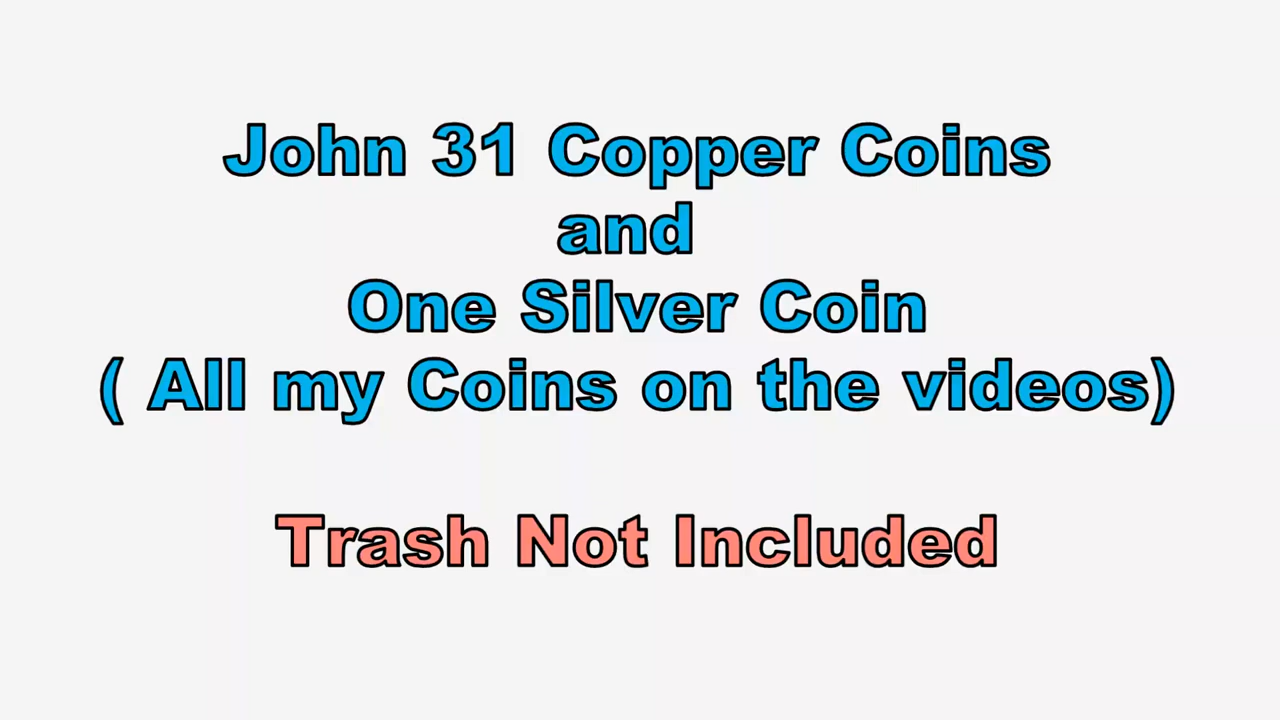 John 31 Copper Coins
and
One Silver Coin
( All my Coins on the videos)
Trash Not Included